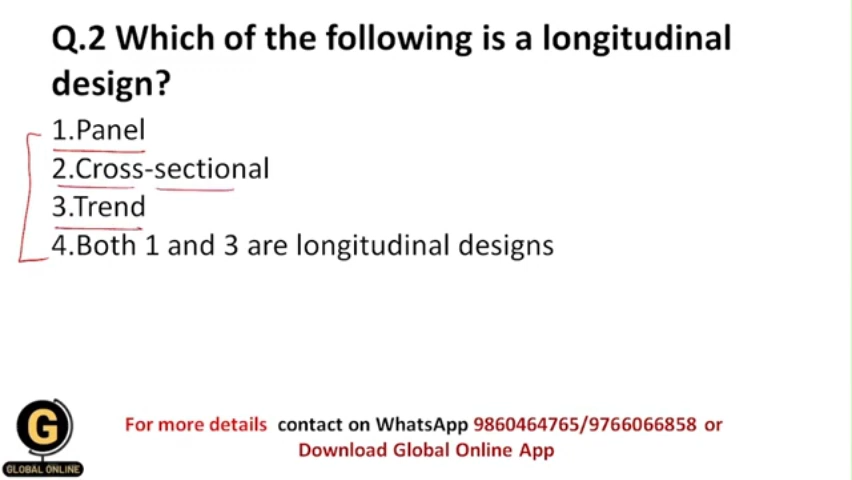 Q.2 Which of the following is a longitudinal
design?
1.Panel
2.Cross-sectional
3.Trend
4.Both 1 and 3 are longitudinal designs
G
GLOBAL ONLINE
For more details contact on WhatsApp 9860464765/9766066858 or
Download Global Online App